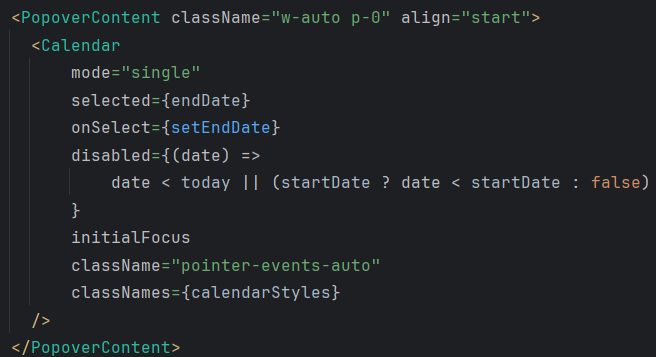 <PopoverContent className="w-auto p-0" align="start">
<Calendar
mode="single"
selected={endDate}
onSelect={setEndDate}
disabled={(date) =>
date < today || (startDate ? date < startDate : false)
}
initialFocus
className="pointer-events-auto"
classNames={calendarStyles}
/>
</PopoverContent>